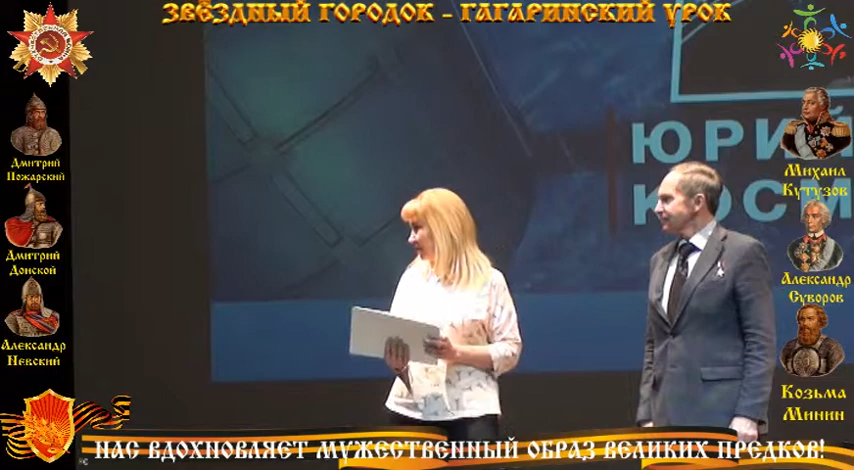 ЗВЁЗДНЫЙ ГОРОДОК - ГАГАРИНСКИЙ УРОК
Дмитрий
Пожарский
Дмитрий
Донской
Александр
Невский
ЮРИЙ
КОСМ
Михаил
Кутузов
Александр
Суворов
Козьма
Минин
НАС ВДОХНОВЛЯЕТ МУЖЕСТВЕННЫЙ ОБРАЗ ВЕЛИКИХ ПРЕДКОВ!